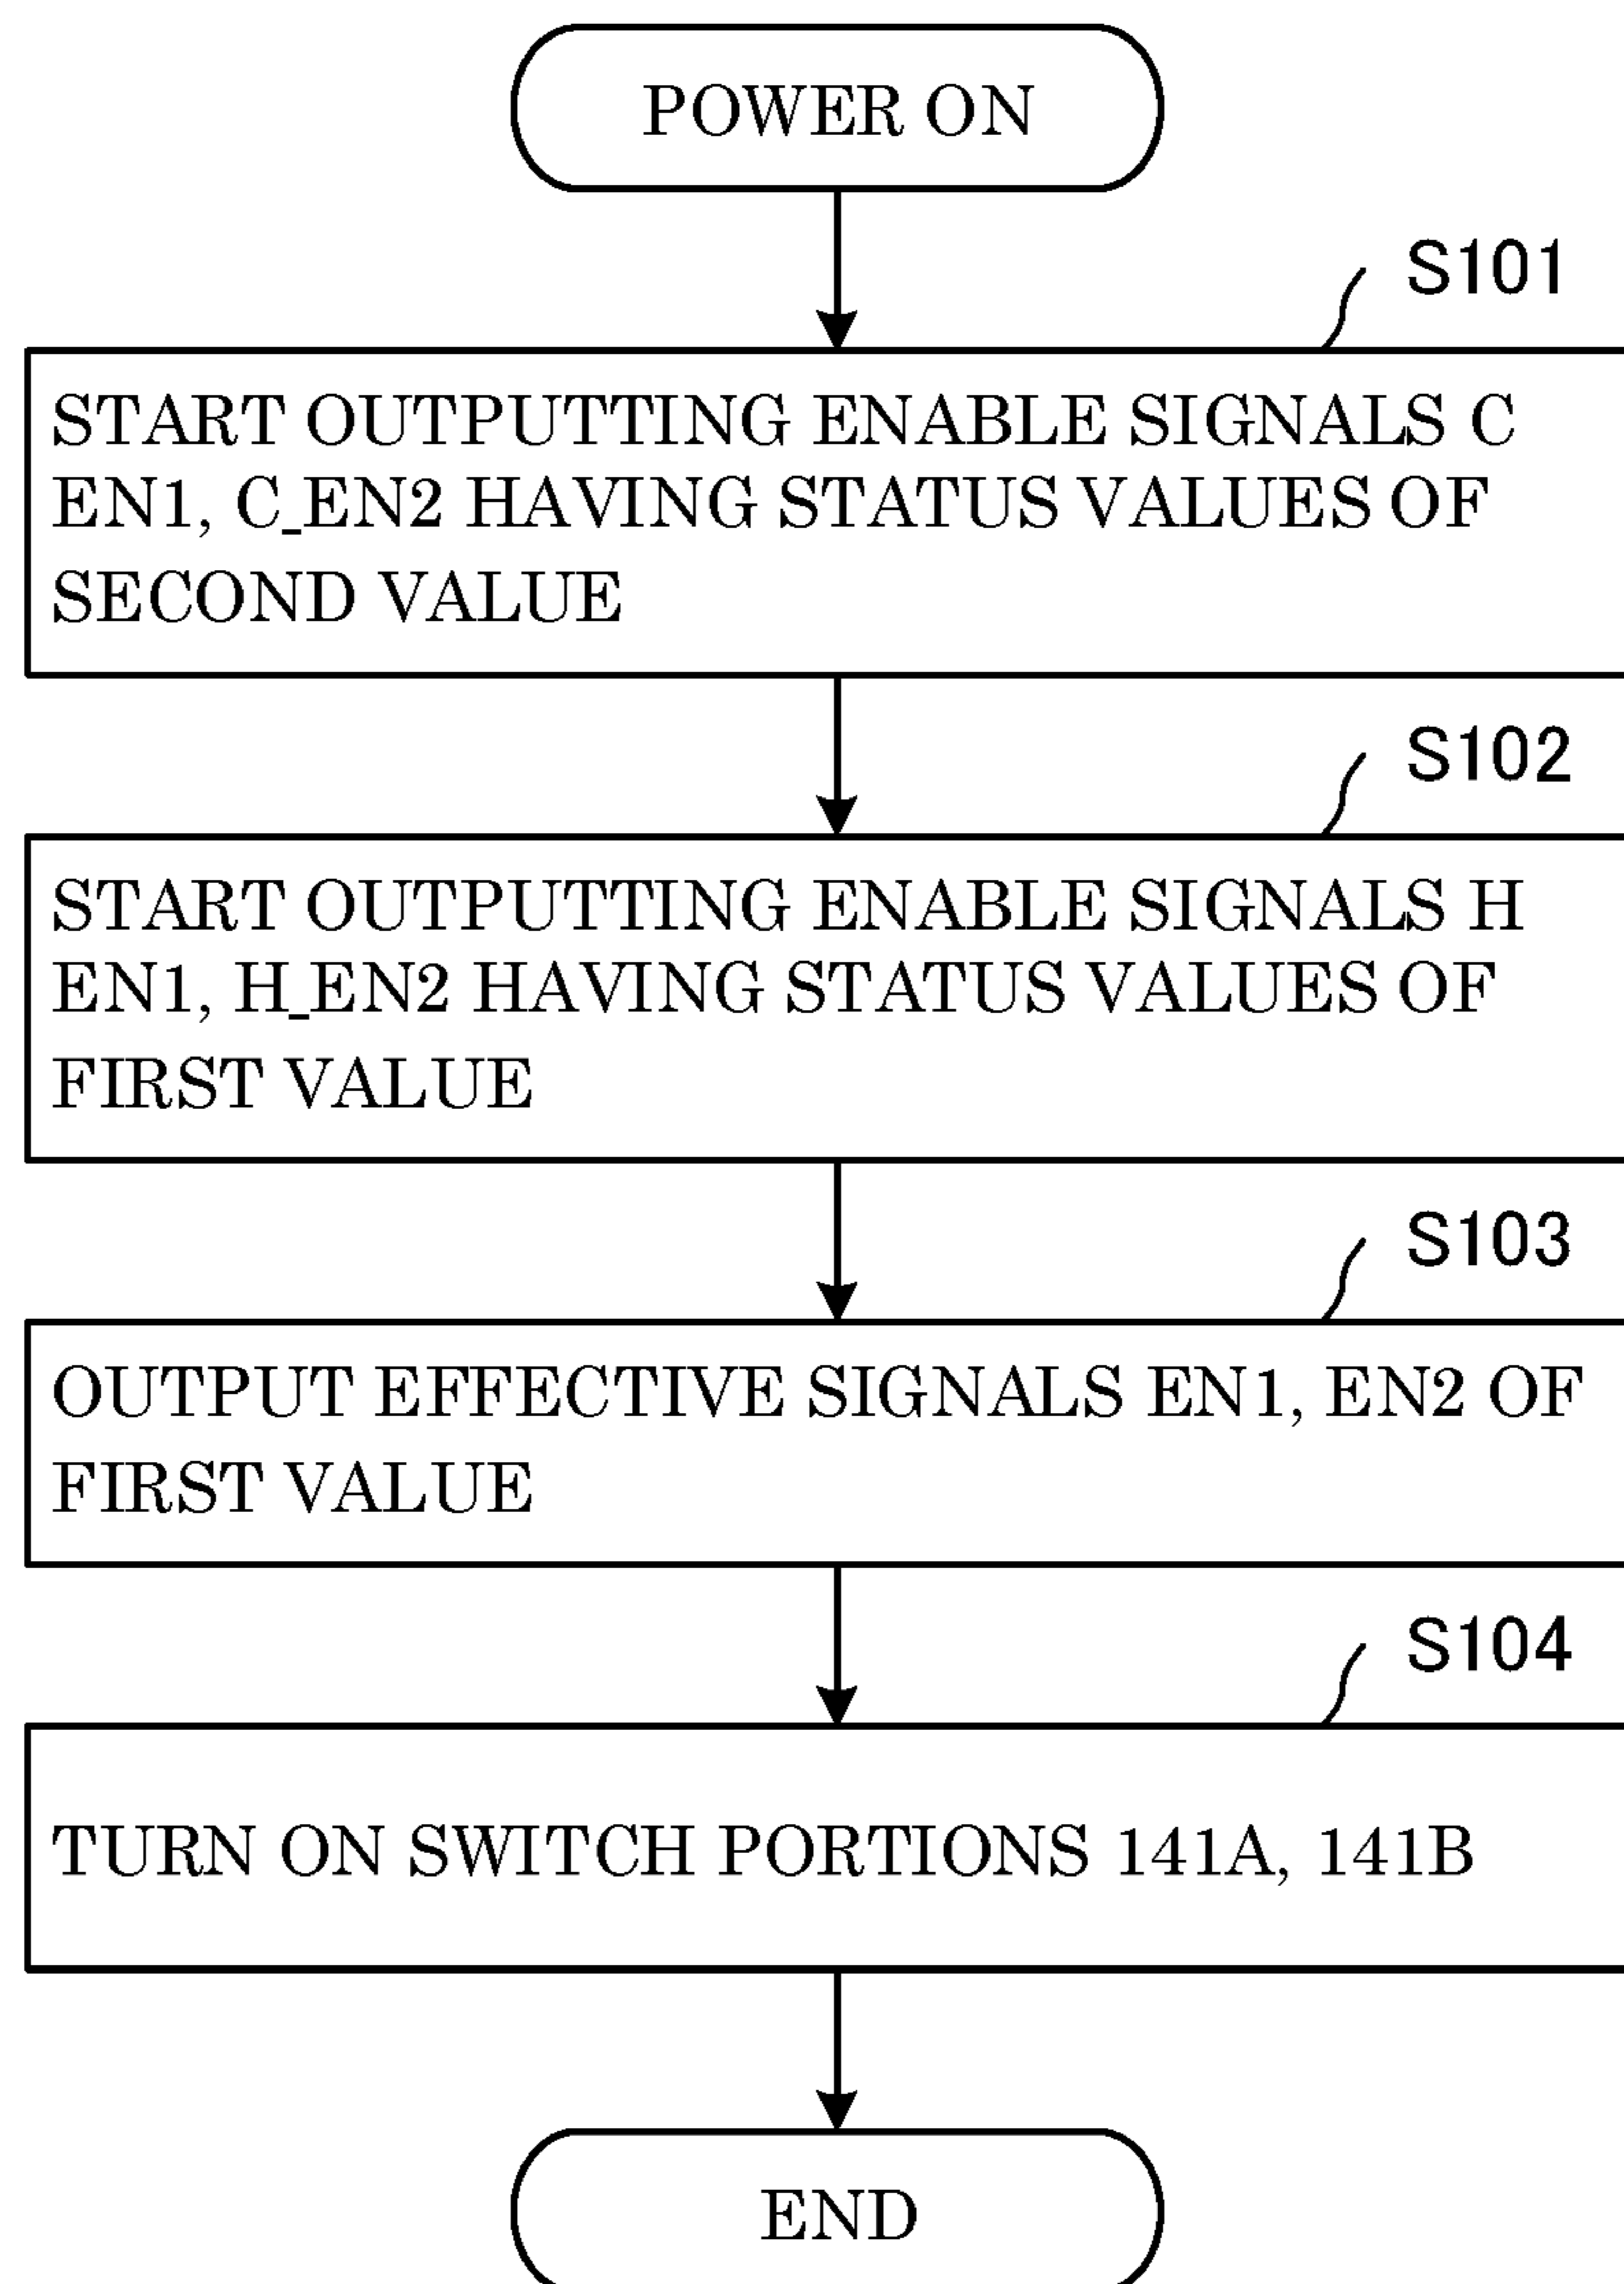 POWER ON
S101
START OUTPUTTING ENABLE SIGNALS C
EN1, C_EN2 HAVING STATUS VALUES OF
SECOND VALUE
S102
START OUTPUTTING ENABLE SIGNALS H
EN1, H_EN2 HAVING STATUS VALUES OF
FIRST VALUE
S103
OUTPUT EFFECTIVE SIGNALS EN1, EN2 OF
FIRST VALUE
S104
TURN ON SWITCH PORTIONS 141A, 141B
END